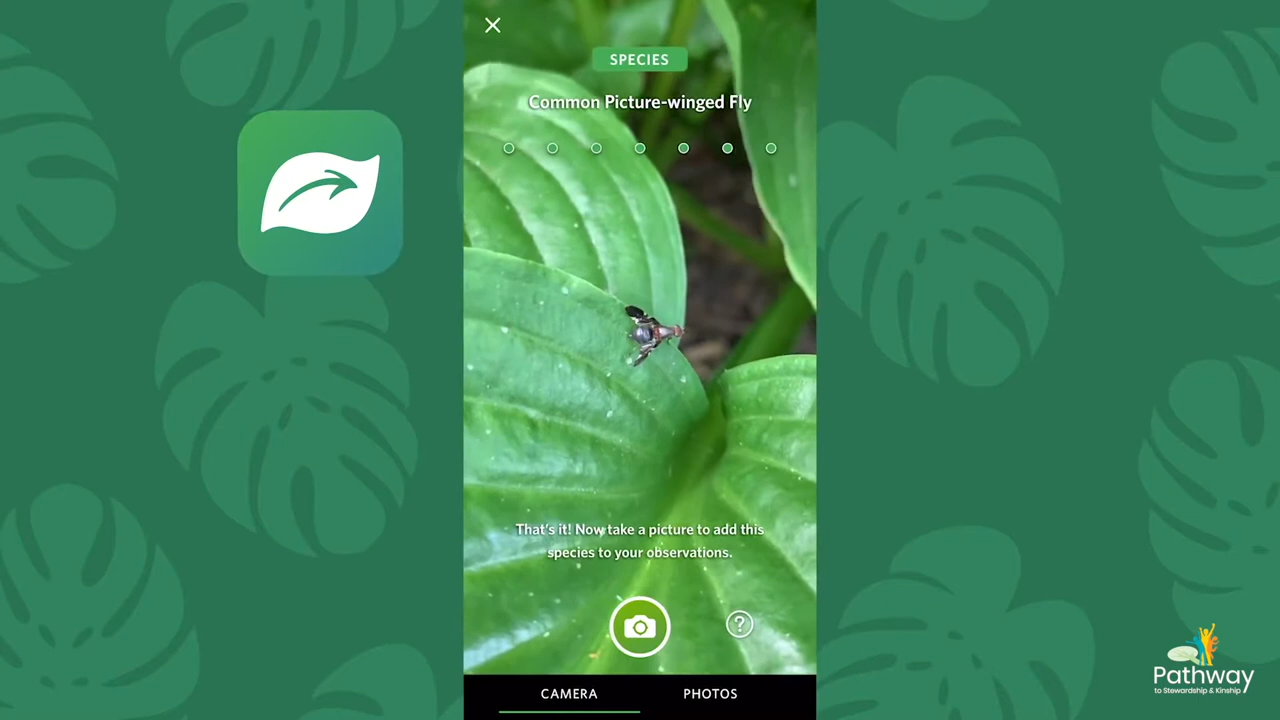 SPECIES
Common Picture-winged Fly
That's it! Now take a picture to add this
species to your observations.
?
CAMERA
PHOTOS
Pathway
to Stewardship & Kinship